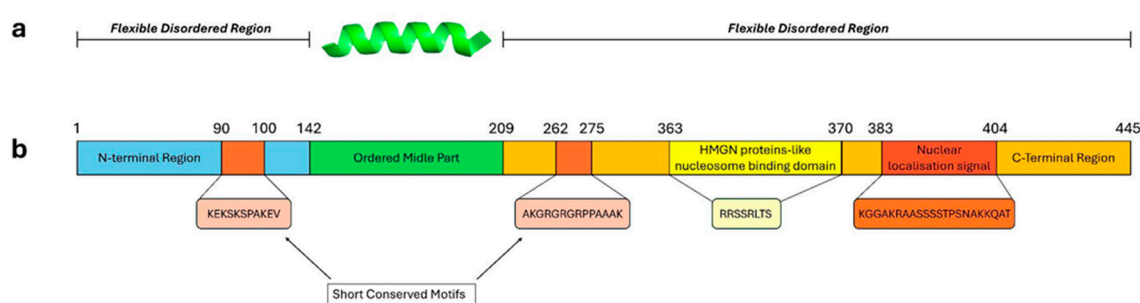 a
Flexible Disordered Region
Flexible Disordered Region
1 90 100 142 209 262 275 363 370 383 404 445
b
N-terminal Region
Ordered Midle Part
HMGN proteins-like
nucleosome binding domain
Nuclear
localisation signal
C-Terminal Region
KEKSKSPAKEV
AKGRGRGRPPAAAK
RRSSRLTS
KGGAKRAASSSSTPSNAKKQAT
Short Conserved Motifs